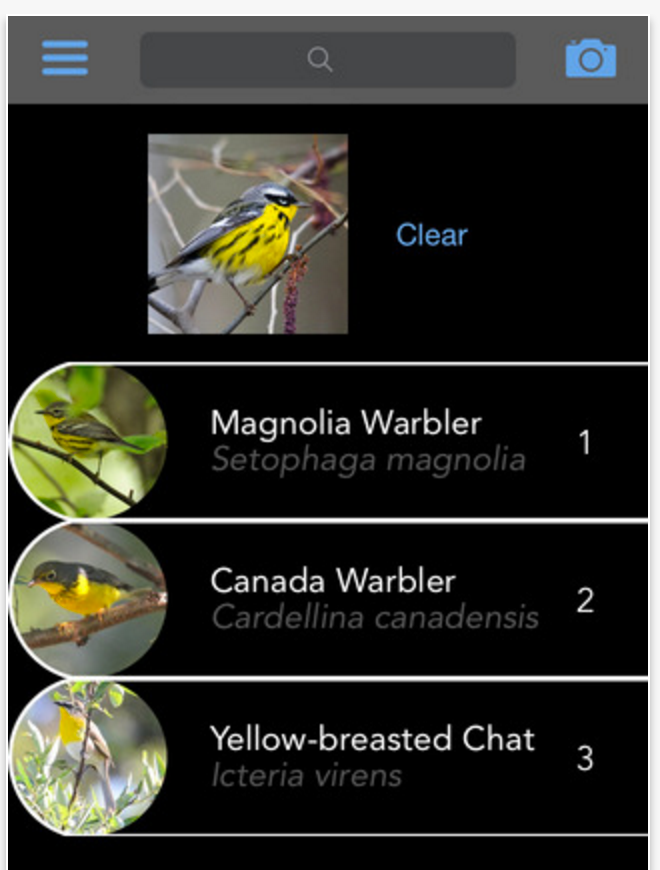 Clear
Magnolia Warbler
Setophaga magnolia
1
Canada Warbler
Cardellina canadensis
2
Yellow-breasted Chat
Icteria virens
3